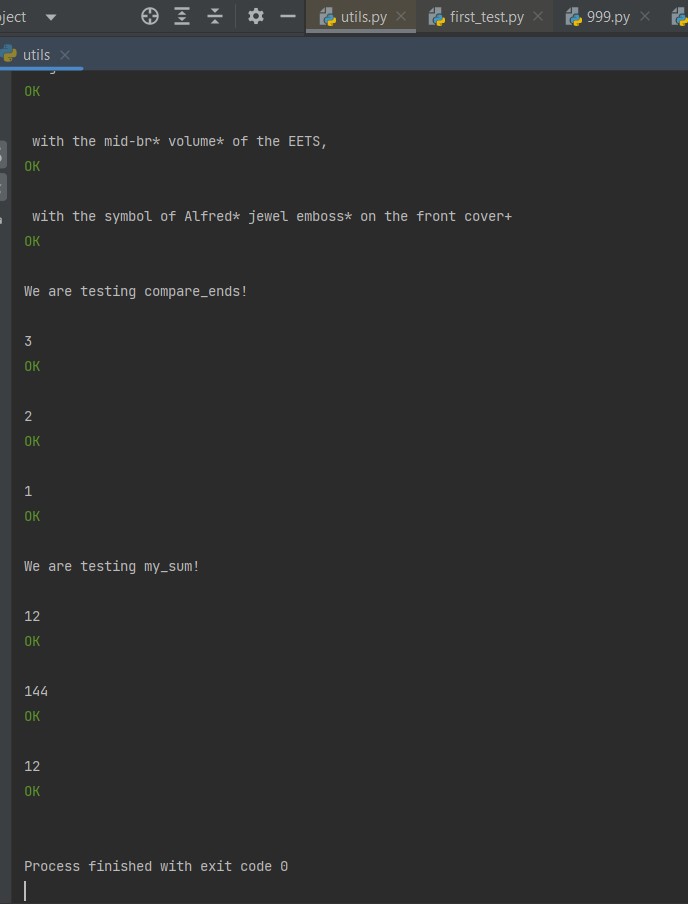 ject
utils.py
first_test.py
999.py
utils
OK
with the mid-br* volume* of the EETS,
OK
with the symbol of Alfred* jewel emboss* on the front cover+
OK
We are testing compare_ends!
3
OK
2
OK
1
OK
We are testing my_sum!
12
OK
144
OK
12
OK
Process finished with exit code 0